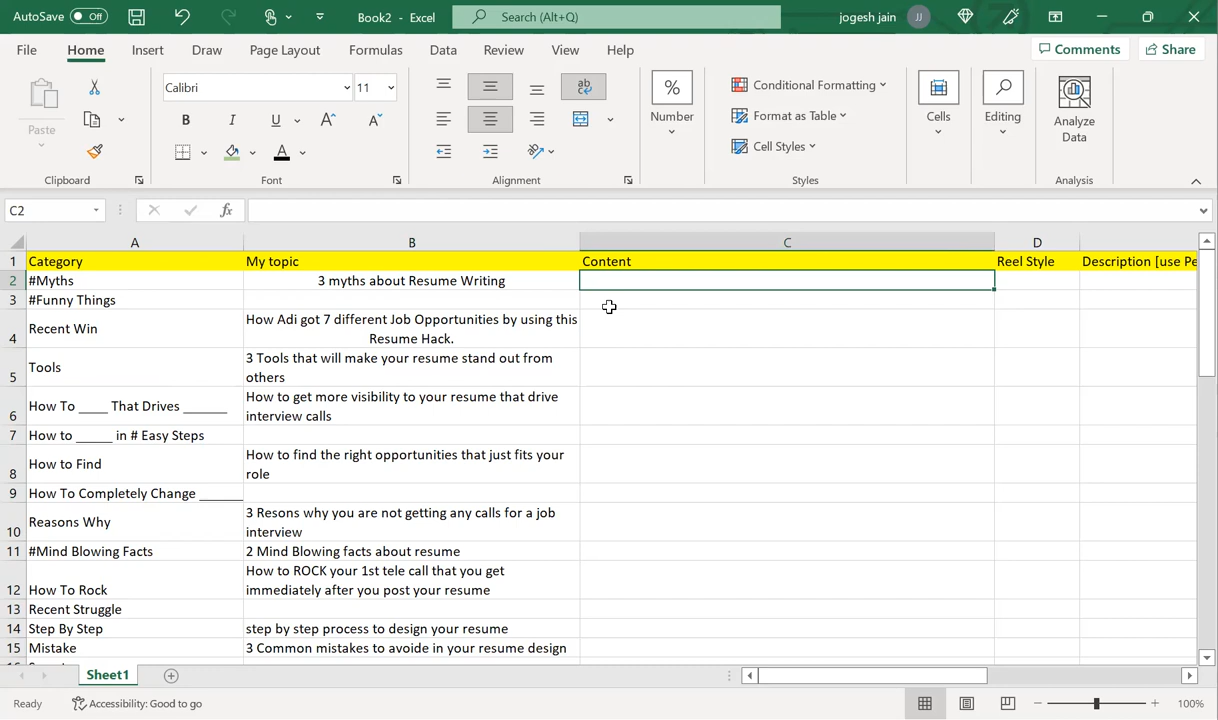 AutoSave Off Book2 - Excel Search (Alt+Q) jogesh jain JJ
File Home Insert Draw Page Layout Formulas Data Review View Help Comments Share
Paste
Clipboard
Calibri 11
B I U A A
A
Font
ab
c
Alignment
%
Number
Conditional Formatting
Format as Table
Cell Styles
Styles
Cells
Editing
Analyze
Data
Analysis
C2 fx
A B C D
1 Category My topic Content Reel Style Description [use Pe
2 #Myths 3 myths about Resume Writing
3 #Funny Things
4 Recent Win How Adi got 7 different Job Opportunities by using this
Resume Hack.
5 Tools 3 Tools that will make your resume stand out from
others
6 How To ____ That Drives ______ How to get more visibility to your resume that drive
interview calls
7 How to _____ in # Easy Steps
8 How to Find How to find the right opportunities that just fits your
role
9 How To Completely Change ______
10 Reasons Why 3 Resons why you are not getting any calls for a job
interview
11 #Mind Blowing Facts 2 Mind Blowing facts about resume
12 How To Rock How to ROCK your 1st tele call that you get
immediately after you post your resume
13 Recent Struggle
14 Step By Step step by step process to design your resume
15 Mistake 3 Common mistakes to avoide in your resume design
Sheet1
Ready Accessibility: Good to go 100%